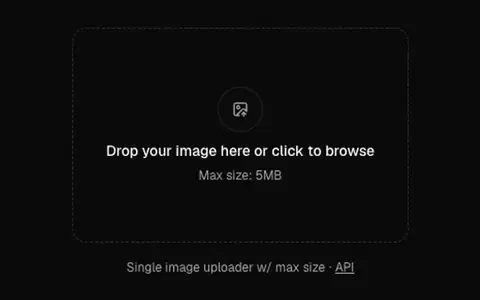 Drop your image here or click to browse
Max size: 5MB
Single image uploader w/ max size · API